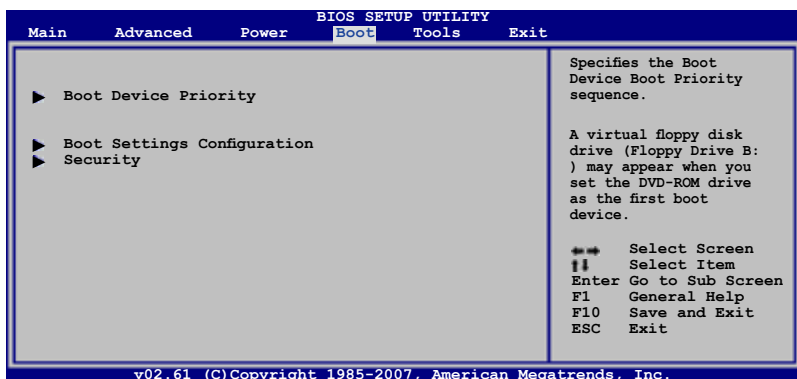 BIOS SETUP UTILITY
Main Advanced Power Boot Tools Exit
Boot Device Priority
Boot Settings Configuration
Security
Specifies the Boot
Device Boot Priority
sequence.
A virtual floppy disk
drive (Floppy Drive B:
) may appear when you
set the DVD-ROM drive
as the first boot
device.
Select Screen
Select Item
Enter Go to Sub Screen
F1 General Help
F10 Save and Exit
ESC Exit
v02.61 (C)Copyright 1985-2007, American Megatrends, Inc.